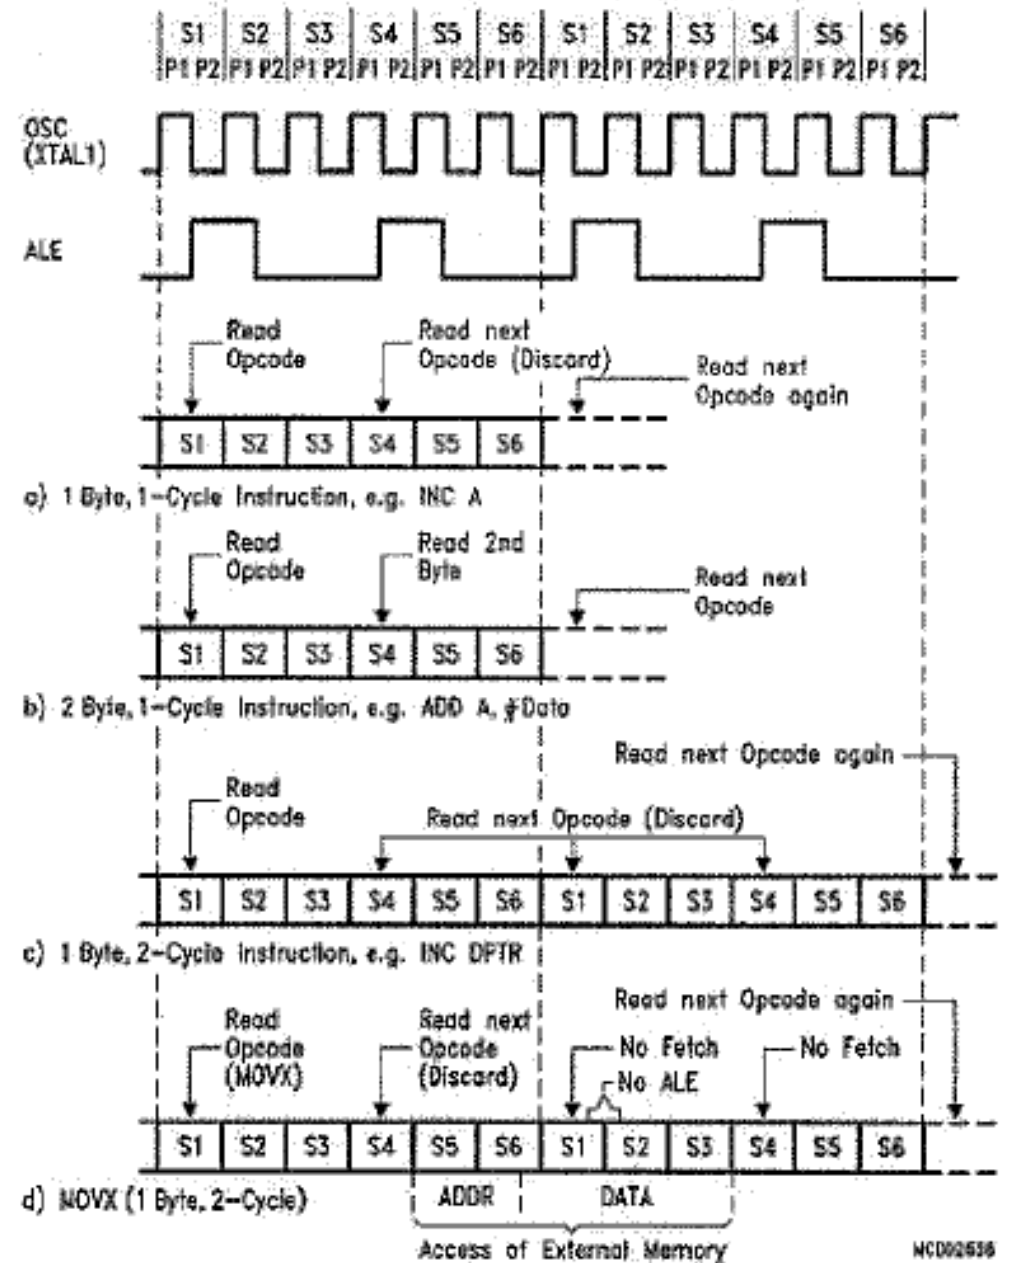 S1 S2 S3 S4 S5 S6 S1 S2 S3 S4 S5 S6
P1 P2 P1 P2 P1 P2 P1 P2 P1 P2 P1 P2 P1 P2 P1 P2 P1 P2 P1 P2 P1 P2 P1 P2
OSC
(XTAL1)
ALE
Read
Opcode
Read next
Opcode (Discard)
Read next
Opcode again
S1 S2 S3 S4 S5 S6
a) 1 Byte, 1-Cycle Instruction, e.g. INC A
Read
Opcode
Read 2nd
Byte
Read next
Opcode
S1 S2 S3 S4 S5 S6
b) 2 Byte, 1-Cycle Instruction, e.g. ADD A, #Data
Read next Opcode again
Read
Opcode
Read next Opcode (Discard)
S1 S2 S3 S4 S5 S6 S1 S2 S3 S4 S5 S6
c) 1 Byte, 2-Cycle Instruction, e.g. INC DPTR
Read next Opcode again
Read
Opcode
(MOVX)
Read next
Opcode
(Discard)
No Fetch
No ALE
No Fetch
S1 S2 S3 S4 S5 S6 S1 S2 S3 S4 S5 S6
d) MOVX (1 Byte, 2-Cycle)
ADDR
DATA
Access of External Memory